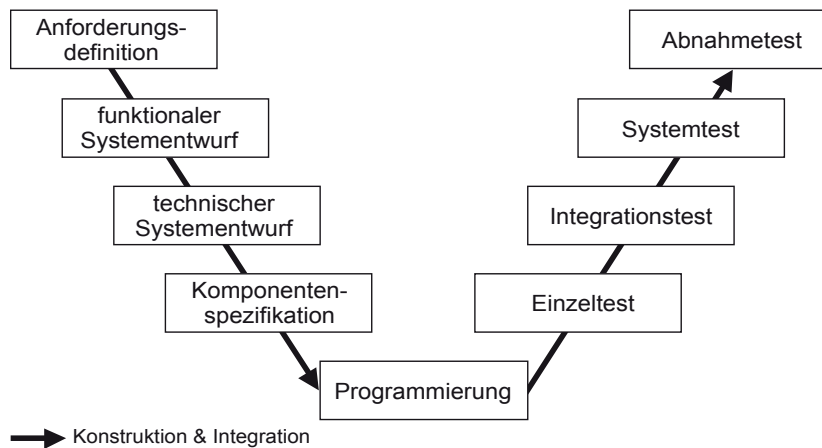 Anforderungs-
definition
funktionaler
Systementwurf
technischer
Systementwurf
Komponenten-
spezifikation
Programmierung
Einzeltest
Integrationstest
Systemtest
Abnahmetest
Konstruktion & Integration